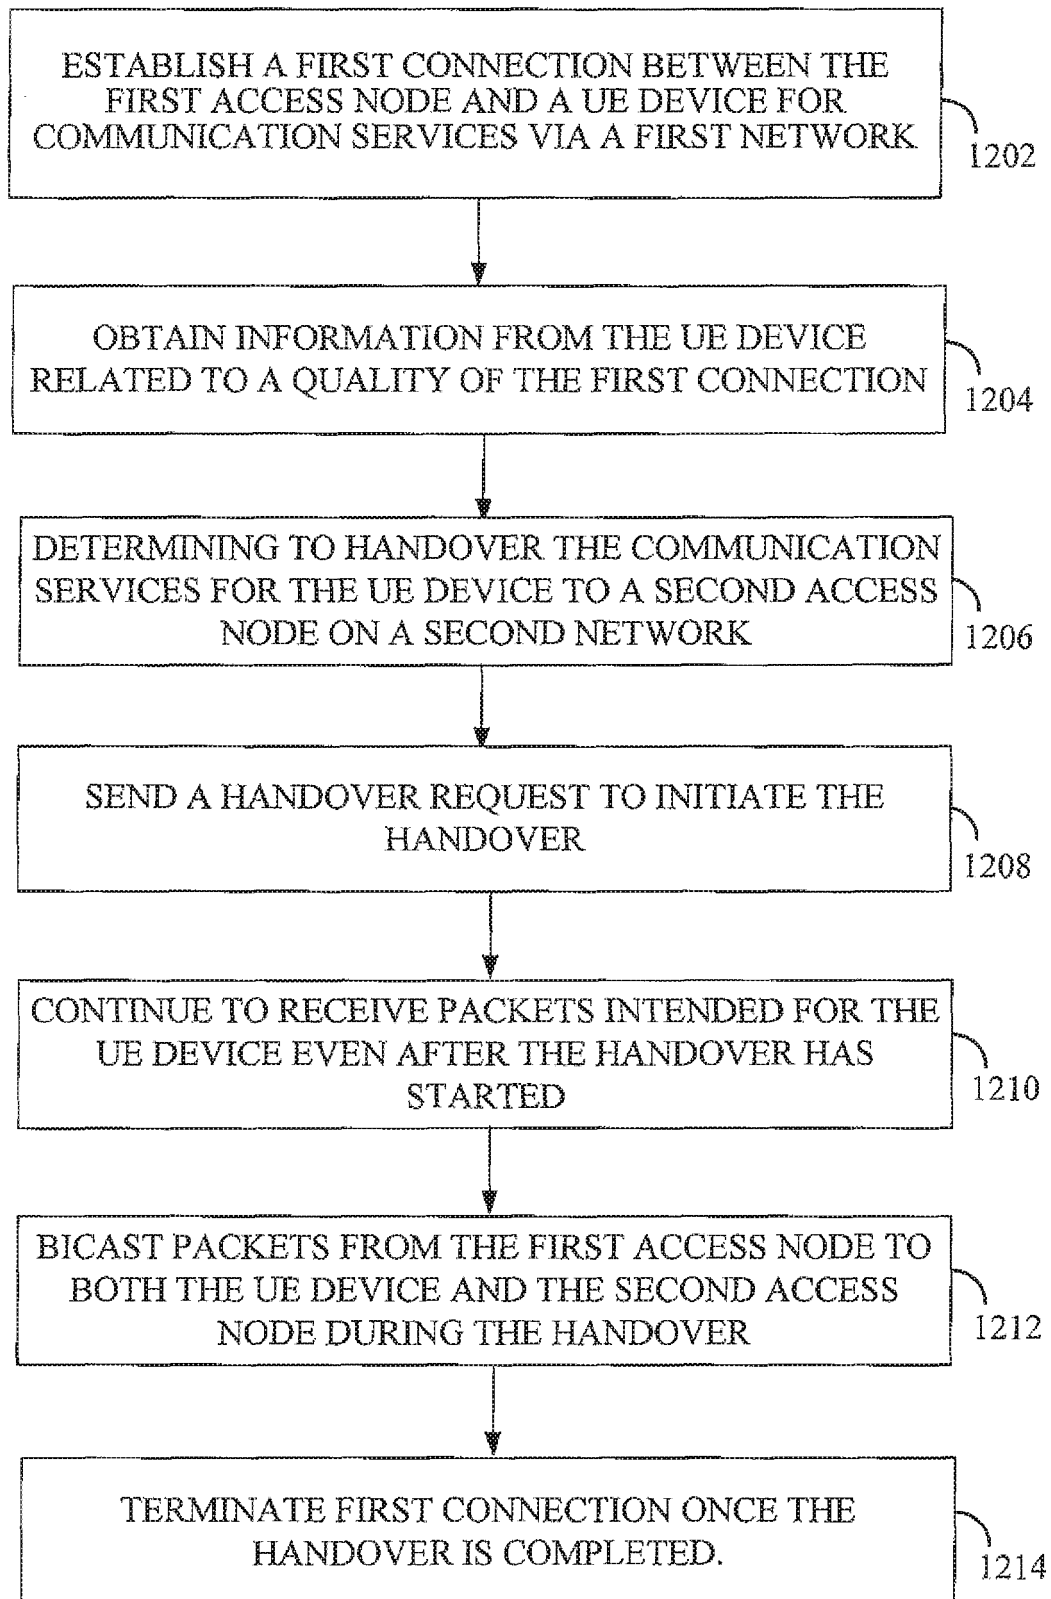 ESTABLISH A FIRST CONNECTION BETWEEN THE
FIRST ACCESS NODE AND A UE DEVICE FOR
COMMUNICATION SERVICES VIA A FIRST NETWORK
1202
OBTAIN INFORMATION FROM THE UE DEVICE
RELATED TO A QUALITY OF THE FIRST CONNECTION
1204
DETERMINING TO HANDOVER THE COMMUNICATION
SERVICES FOR THE UE DEVICE TO A SECOND ACCESS
NODE ON A SECOND NETWORK
1206
SEND A HANDOVER REQUEST TO INITIATE THE
HANDOVER
1208
CONTINUE TO RECEIVE PACKETS INTENDED FOR THE
UE DEVICE EVEN AFTER THE HANDOVER HAS
STARTED
1210
BICAST PACKETS FROM THE FIRST ACCESS NODE TO
BOTH THE UE DEVICE AND THE SECOND ACCESS
NODE DURING THE HANDOVER
1212
TERMINATE FIRST CONNECTION ONCE THE
HANDOVER IS COMPLETED.
1214